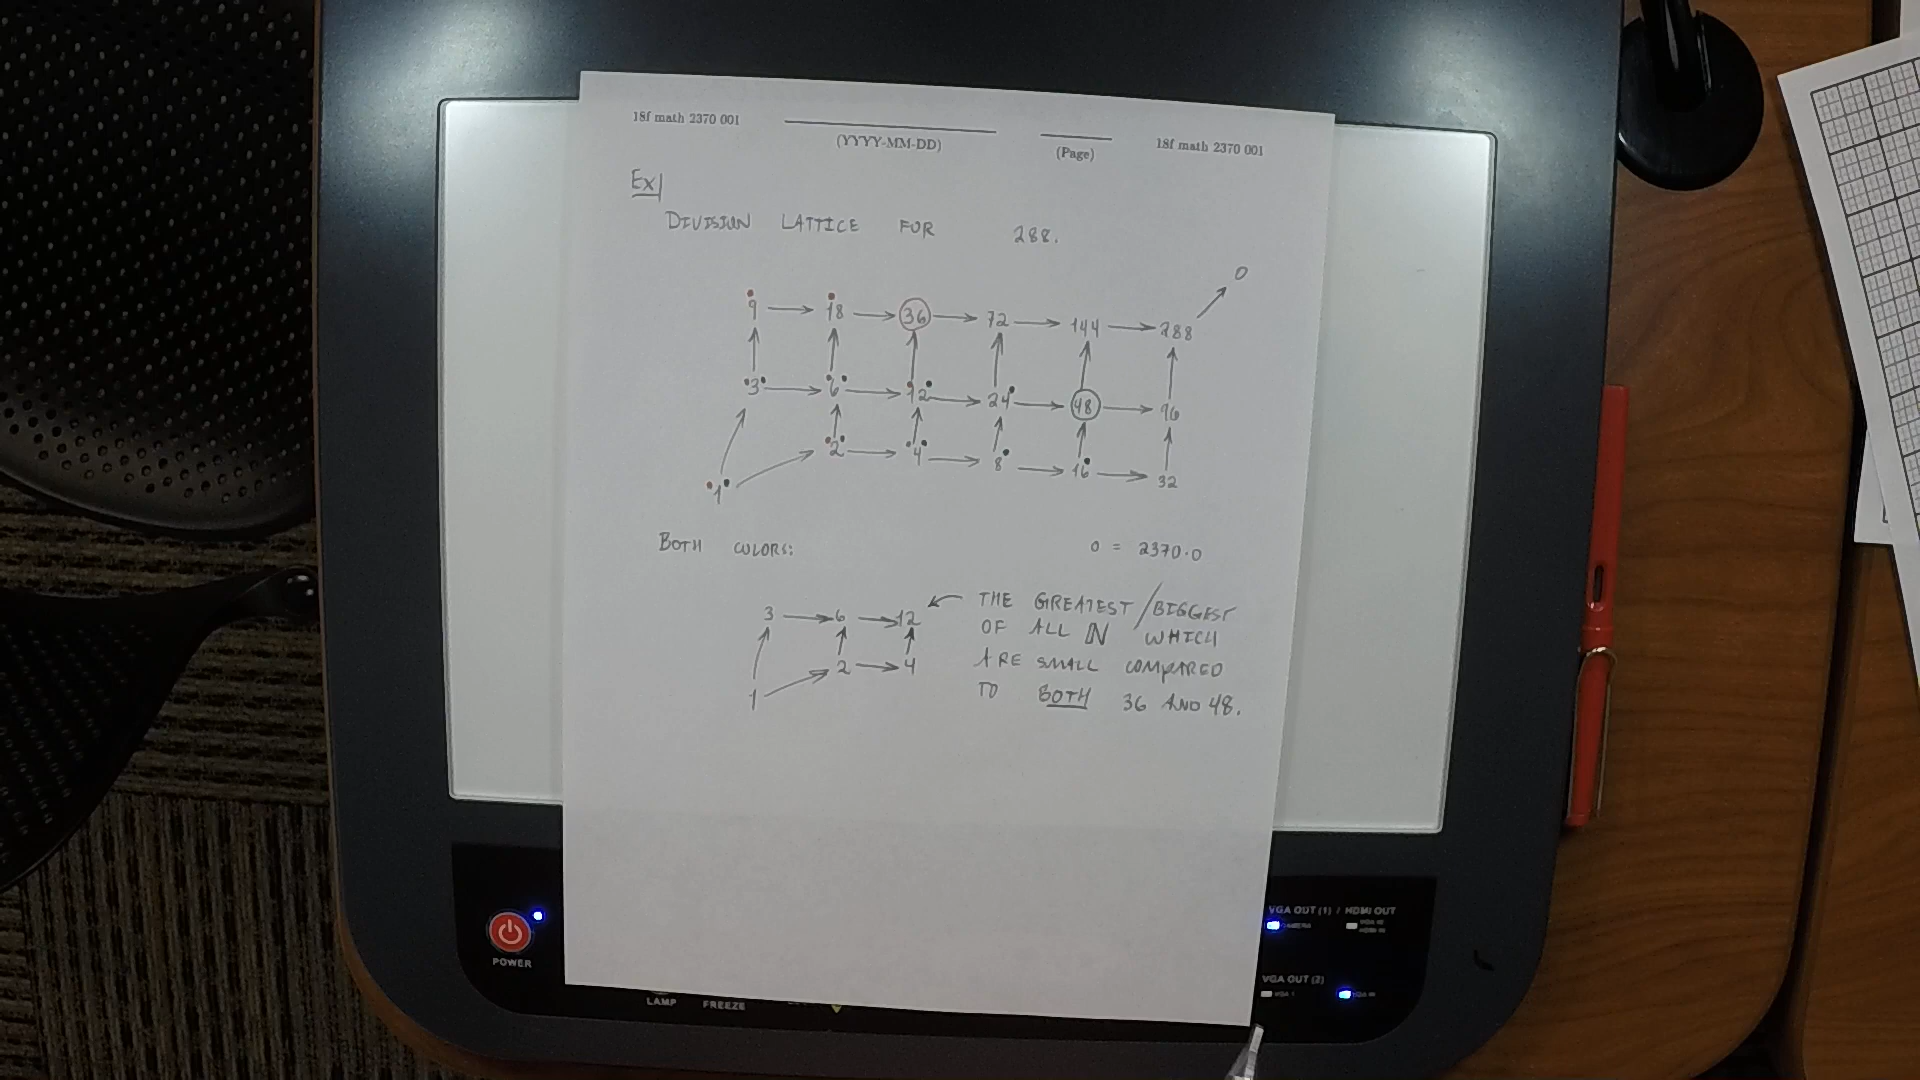 18f math 2370 001
(YYYY-MM-DD)
(Page)
18f math 2370 001
Ex
DIVISION LATTICE FOR 288.
0
9 → 18 → 36 → 72 → 144 → 288
3 → 6 → 12 → 24 → 48 → 96
2 → 4 → 8 → 16 → 32
1
BOTH COLORS:
0 = 2370·0
3 → 6 → 12
2 → 4
1
THE GREATEST/BIGGEST
OF ALL IN WHICH
ARE SMALL COMPARED
TO BOTH 36 AND 48.
POWER
LAMP
FREEZE
VGA OUT (1) / HDMI OUT
VGA OUT (2)